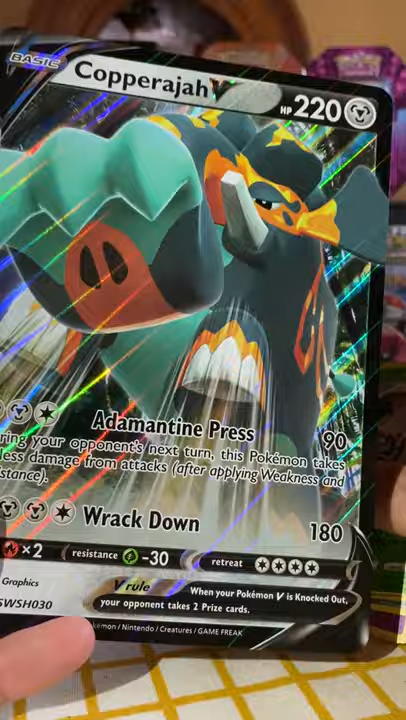 BASIC Copperajah V HP 220
Adamantine Press 90
ring your opponent's next turn, this Pokémon takes
less damage from attacks (after applying Weakness and
istance).
Wrack Down 180
×2 resistance -30 retreat
Graphics
V rule When your Pokémon V is Knocked Out,
SWSH030 your opponent takes 2 Prize cards.
kémon / Nintendo / Creatures / GAME FREAK